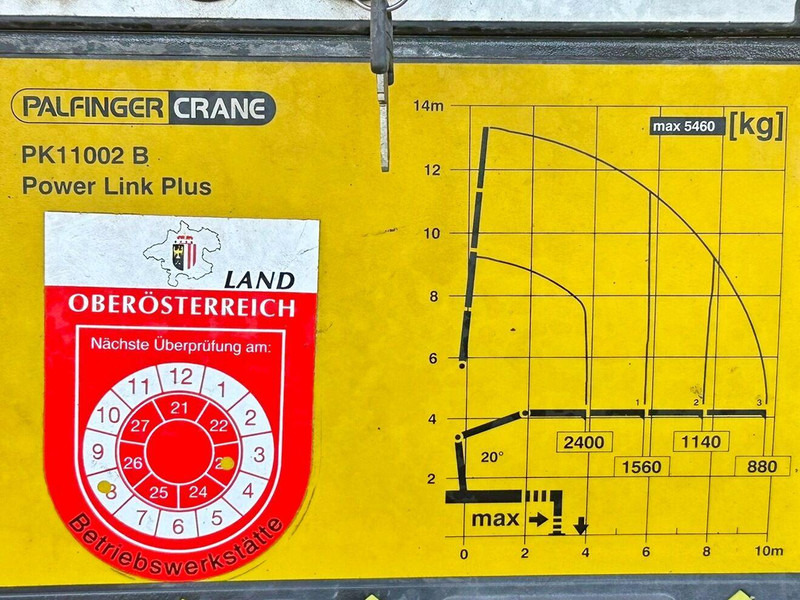 PALFINGER CRANE
PK11002 B
Power Link Plus
LAND
OBERÖSTERREICH
Nächste Überprüfung am:
12
1
2
3
4
5
6
7
8
9
10
11
21
22
24
25
26
27
Betriebswerkstätte
max 5460 [kg]
14m
12
10
8
6
4
2
1
2
3
20°
2400
1560
1140
880
max
0 2 4 6 8 10m